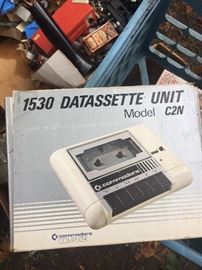 1530 DATASSETTE UNIT
Model C2N
commodore
commodore
COMPUTER